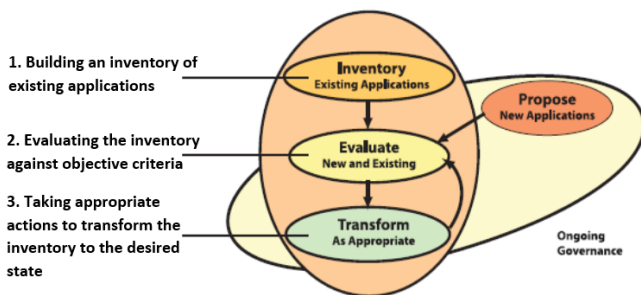 1. Building an inventory of
existing applications
2. Evaluating the inventory
against objective criteria
3. Taking appropriate
actions to transform the
inventory to the desired
state
Inventory
Existing Applications
Propose
New Applications
Evaluate
New and Existing
Transform
As Appropriate
Ongoing
Governance